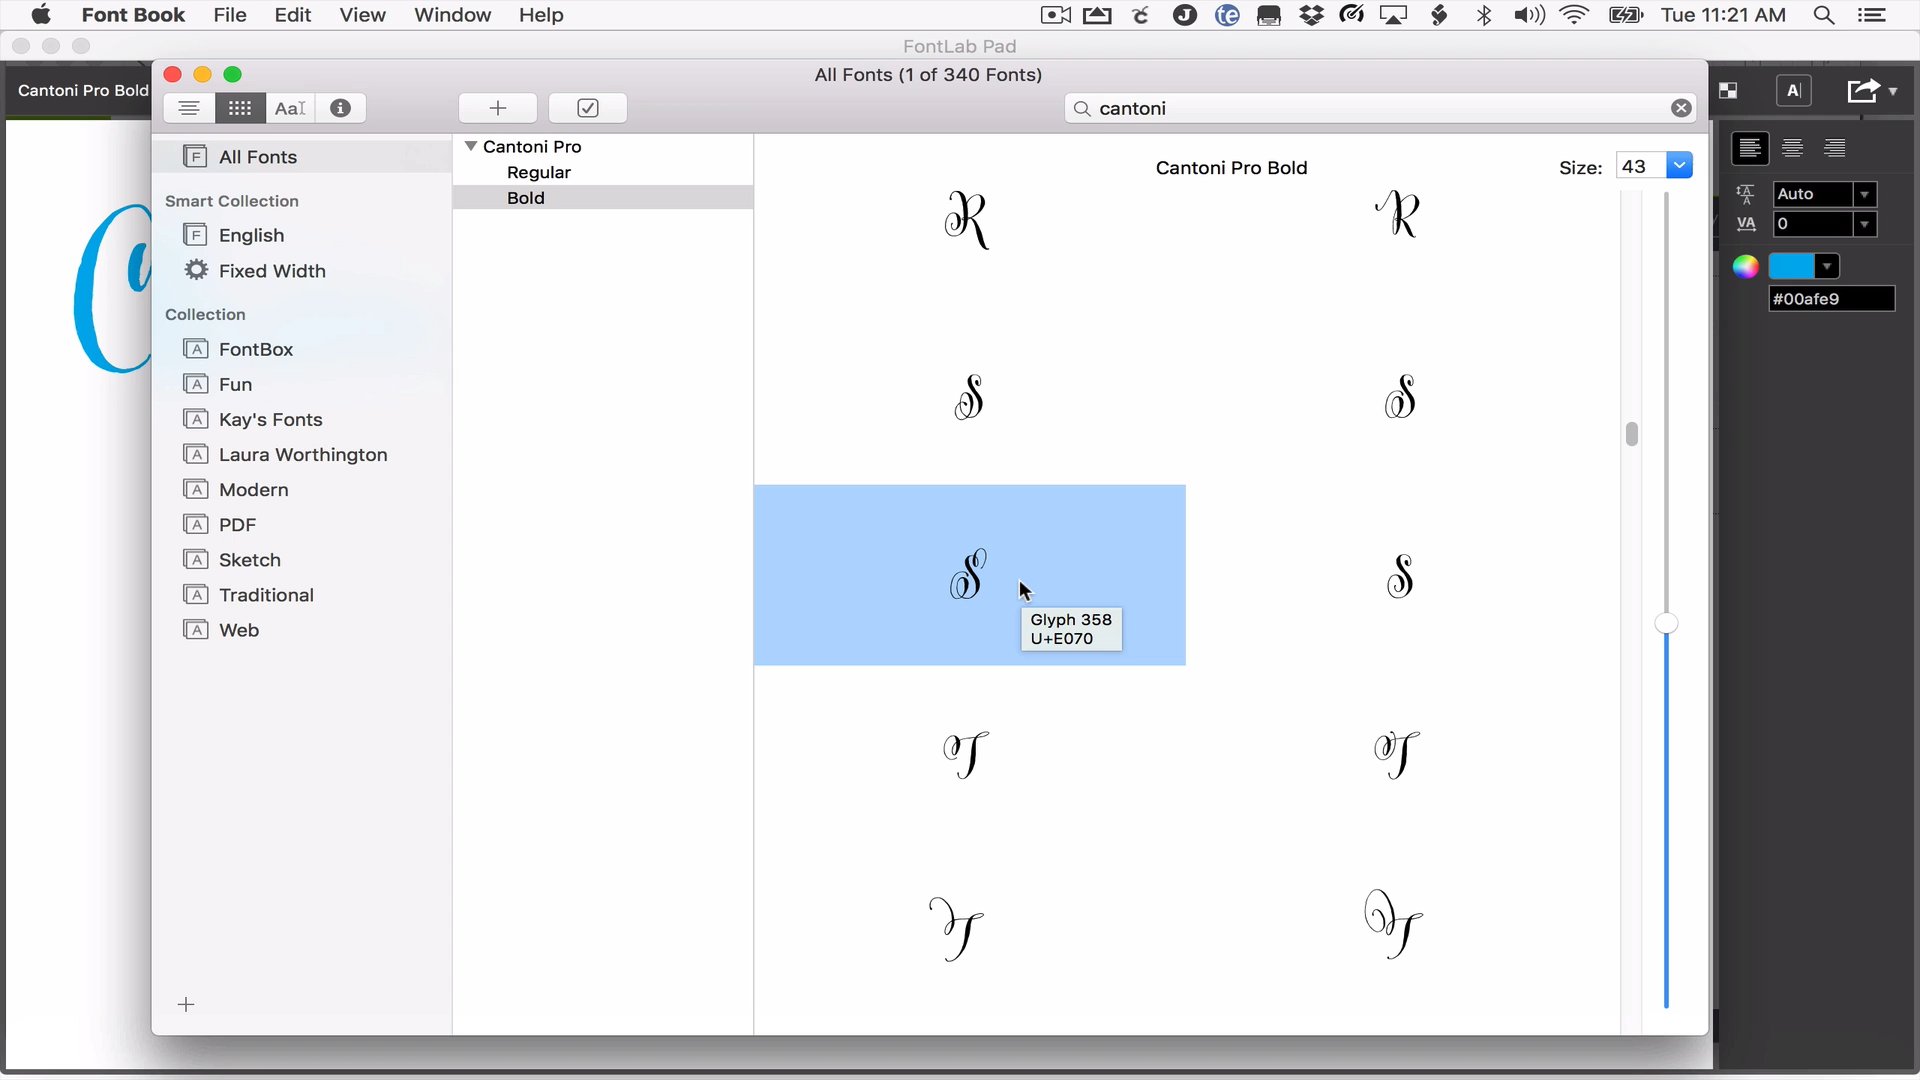 Font Book File Edit View Window Help Tue 11:21 AM
FontLab Pad
All Fonts (1 of 340 Fonts)
Cantoni Pro Bold
cantoni
All Fonts
Smart Collection
English
Fixed Width
Collection
FontBox
Fun
Kay's Fonts
Laura Worthington
Modern
PDF
Sketch
Traditional
Web
Cantoni Pro
Regular
Bold
Cantoni Pro Bold
Size: 43
R R
S S
S S
Glyph 358
U+E070
T T
T T
Auto
0
#00afe9